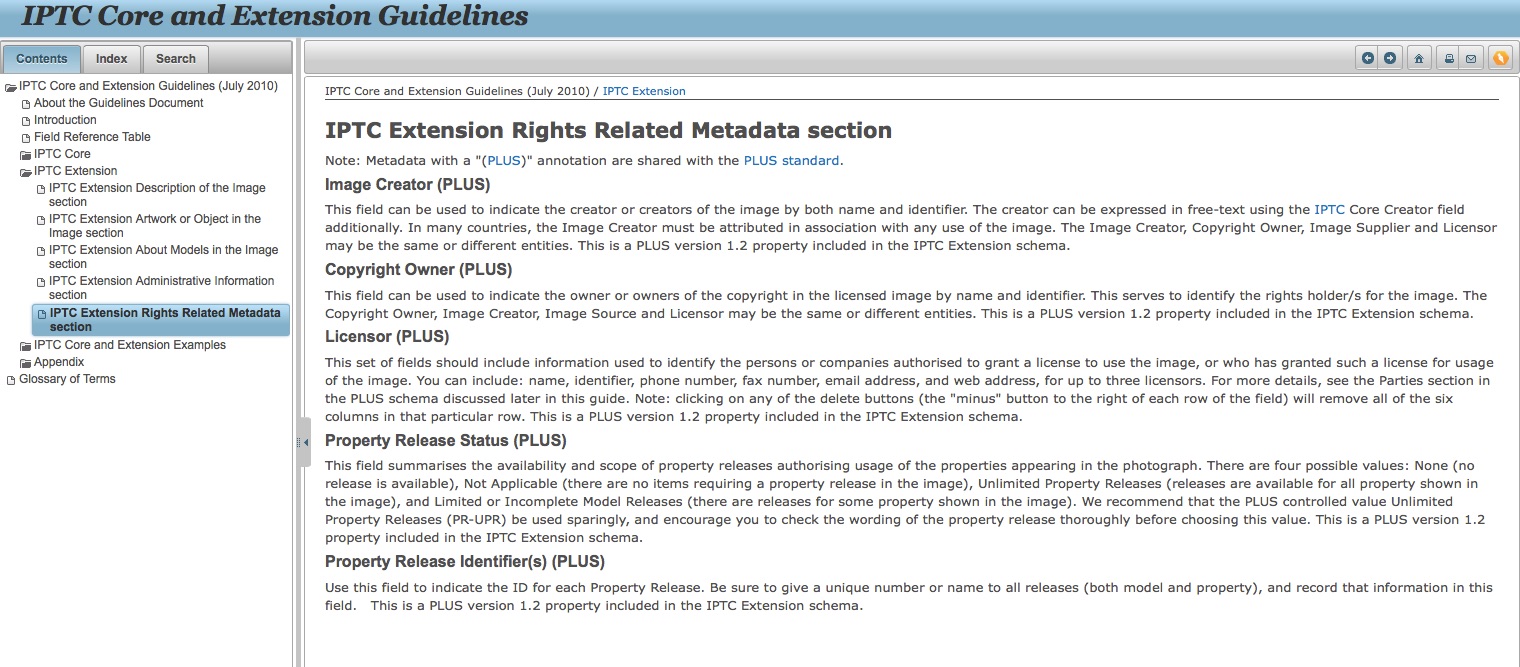 IPTC Core and Extension Guidelines
Contents
Index
Search
IPTC Core and Extension Guidelines (July 2010)
About the Guidelines Document
Introduction
Field Reference Table
IPTC Core
IPTC Extension
IPTC Extension Description of the Image
section
IPTC Extension Artwork or Object in the
Image section
IPTC Extension About Models in the Image
section
IPTC Extension Administrative Information
section
IPTC Extension Rights Related Metadata
section
IPTC Core and Extension Examples
Appendix
Glossary of Terms
IPTC Core and Extension Guidelines (July 2010) / IPTC Extension
IPTC Extension Rights Related Metadata section
Note: Metadata with a "(PLUS)" annotation are shared with the PLUS standard.
Image Creator (PLUS)
This field can be used to indicate the creator or creators of the image by both name and identifier. The creator can be expressed in free-text using the IPTC Core Creator field
additionally. In many countries, the Image Creator must be attributed in association with any use of the image. The Image Creator, Copyright Owner, Image Supplier and Licensor
may be the same or different entities. This is a PLUS version 1.2 property included in the IPTC Extension schema.
Copyright Owner (PLUS)
This field can be used to indicate the owner or owners of the copyright in the licensed image by name and identifier. This serves to identify the rights holder/s for the image. The
Copyright Owner, Image Creator, Image Source and Licensor may be the same or different entities. This is a PLUS version 1.2 property included in the IPTC Extension schema.
Licensor (PLUS)
This set of fields should include information used to identify the persons or companies authorised to grant a license to use the image, or who has granted such a license for usage
of the image. You can include: name, identifier, phone number, fax number, email address, and web address, for up to three licensors. For more details, see the Parties section in
the PLUS schema discussed later in this guide. Note: clicking on any of the delete buttons (the "minus" button to the right of each row of the field) will remove all of the six
columns in that particular row. This is a PLUS version 1.2 property included in the IPTC Extension schema.
Property Release Status (PLUS)
This field summarises the availability and scope of property releases authorising usage of the properties appearing in the photograph. There are four possible values: None (no
release is available), Not Applicable (there are no items requiring a property release in the image), Unlimited Property Releases (releases are available for all property shown in
the image), and Limited or Incomplete Model Releases (there are releases for some property shown in the image). We recommend that the PLUS controlled value Unlimited
Property Releases (PR-UPR) be used sparingly, and encourage you to check the wording of the property release thoroughly before choosing this value. This is a PLUS version 1.2
property included in the IPTC Extension schema.
Property Release Identifier(s) (PLUS)
Use this field to indicate the ID for each Property Release. Be sure to give a unique number or name to all releases (both model and property), and record that information in this
field. This is a PLUS version 1.2 property included in the IPTC Extension schema.